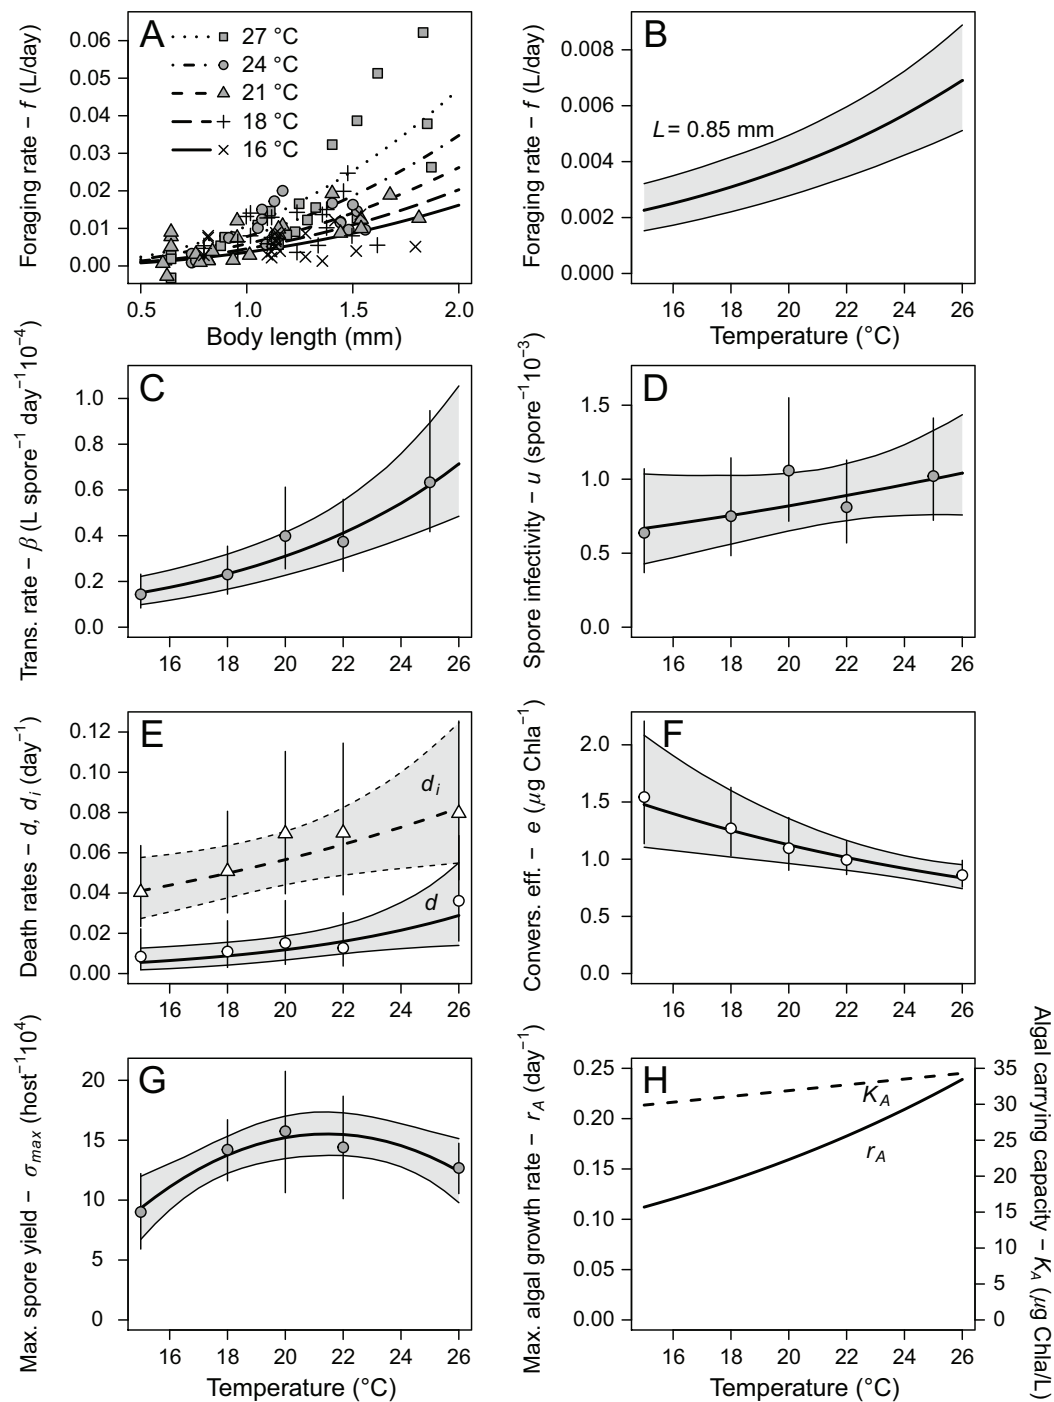 A
27 °C
24 °C
21 °C
18 °C
16 °C
Foraging rate − f (L/day)
0.06
0.05
0.04
0.03
0.02
0.01
0.00
0.5 1.0 1.5 2.0
Body length (mm)
B
L = 0.85 mm
Foraging rate − f (L/day)
0.008
0.006
0.004
0.002
0.000
16 18 20 22 24 26
Temperature (°C)
C
Trans. rate − β (L spore⁻¹ day⁻¹10⁻⁴)
1.0
0.8
0.6
0.4
0.2
0.0
16 18 20 22 24 26
D
Spore infectivity − u (spore⁻¹10⁻³)
1.5
1.0
0.5
0.0
16 18 20 22 24 26
E
dᵢ
d
Death rates − d, dᵢ (day⁻¹)
0.12
0.10
0.08
0.06
0.04
0.02
0.00
16 18 20 22 24 26
F
Convers. eff. − e (μg Chla⁻¹)
2.0
1.5
1.0
0.5
0.0
16 18 20 22 24 26
G
Max. spore yield − σmax (host⁻¹10⁴)
20
15
10
5
0
16 18 20 22 24 26
Temperature (°C)
H
K_A
r_A
Max. algal growth rate − r_A (day⁻¹)
0.25
0.20
0.15
0.10
0.05
0.00
16 18 20 22 24 26
Temperature (°C)
35
30
25
20
15
10
5
0
Algal carrying capacity − K_A (μg Chla/L)